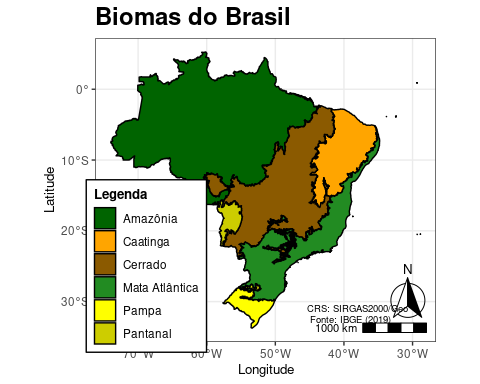 Biomas do Brasil
0°
10°S
20°S
30°S
Latitude
Legenda
Amazônia
Caatinga
Cerrado
Mata Atlântica
Pampa
Pantanal
N
CRS: SIRGAS2000/Geo
Fonte: IBGE (2019)
1000 km
70°W 60°W 50°W 40°W 30°W
Longitude